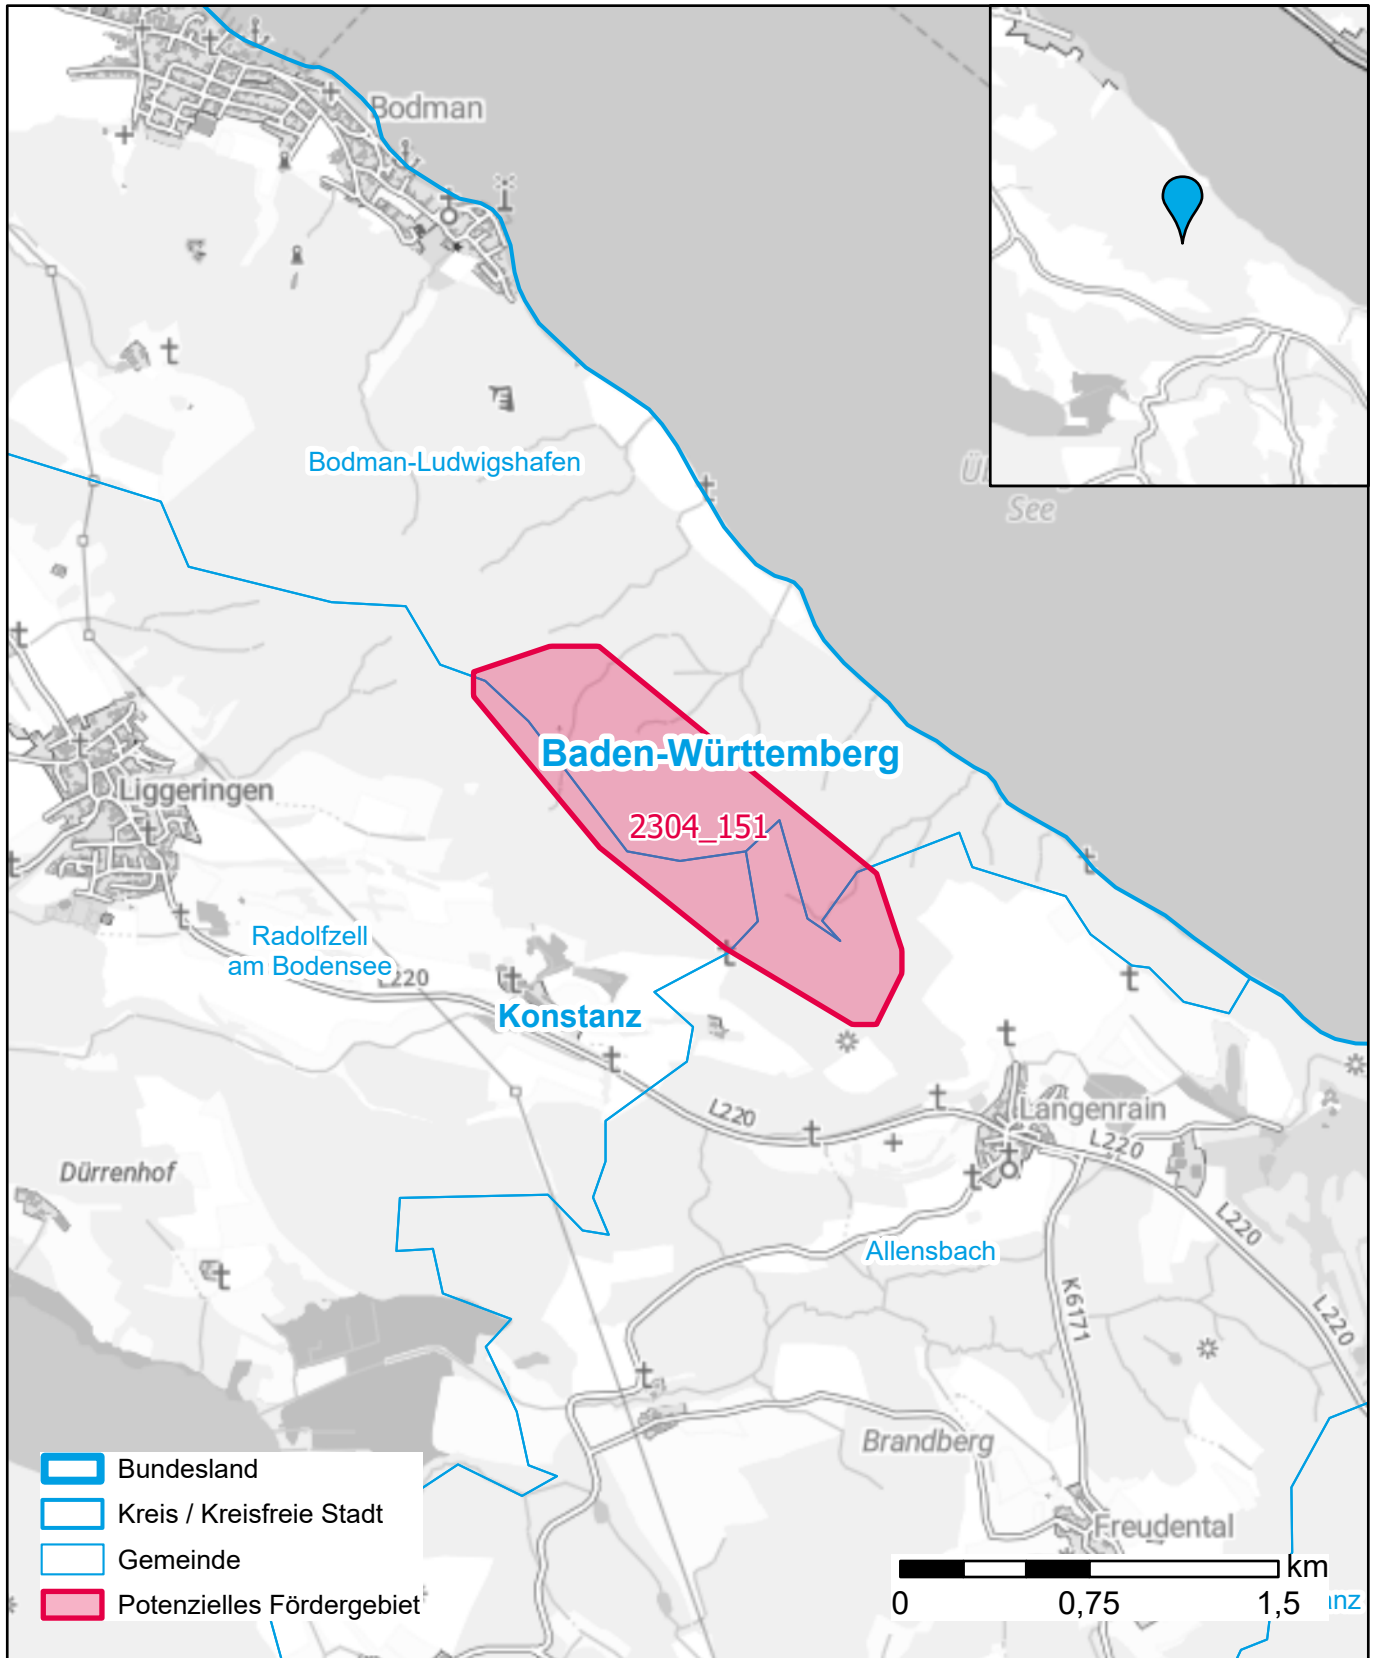 Bodman
Bodman-Ludwigshafen
See
Baden-Württemberg
2304_151
Liggeringen
Radolfzell
am Bodensee
L220
Konstanz
L220
Langenrain
L220
Dürrenhof
L220
Allensbach
K6171
L220
Brandberg
Freudental
Bundesland
Kreis / Kreisfreie Stadt
Gemeinde
Potenzielles Fördergebiet
km
0 0,75 1,5